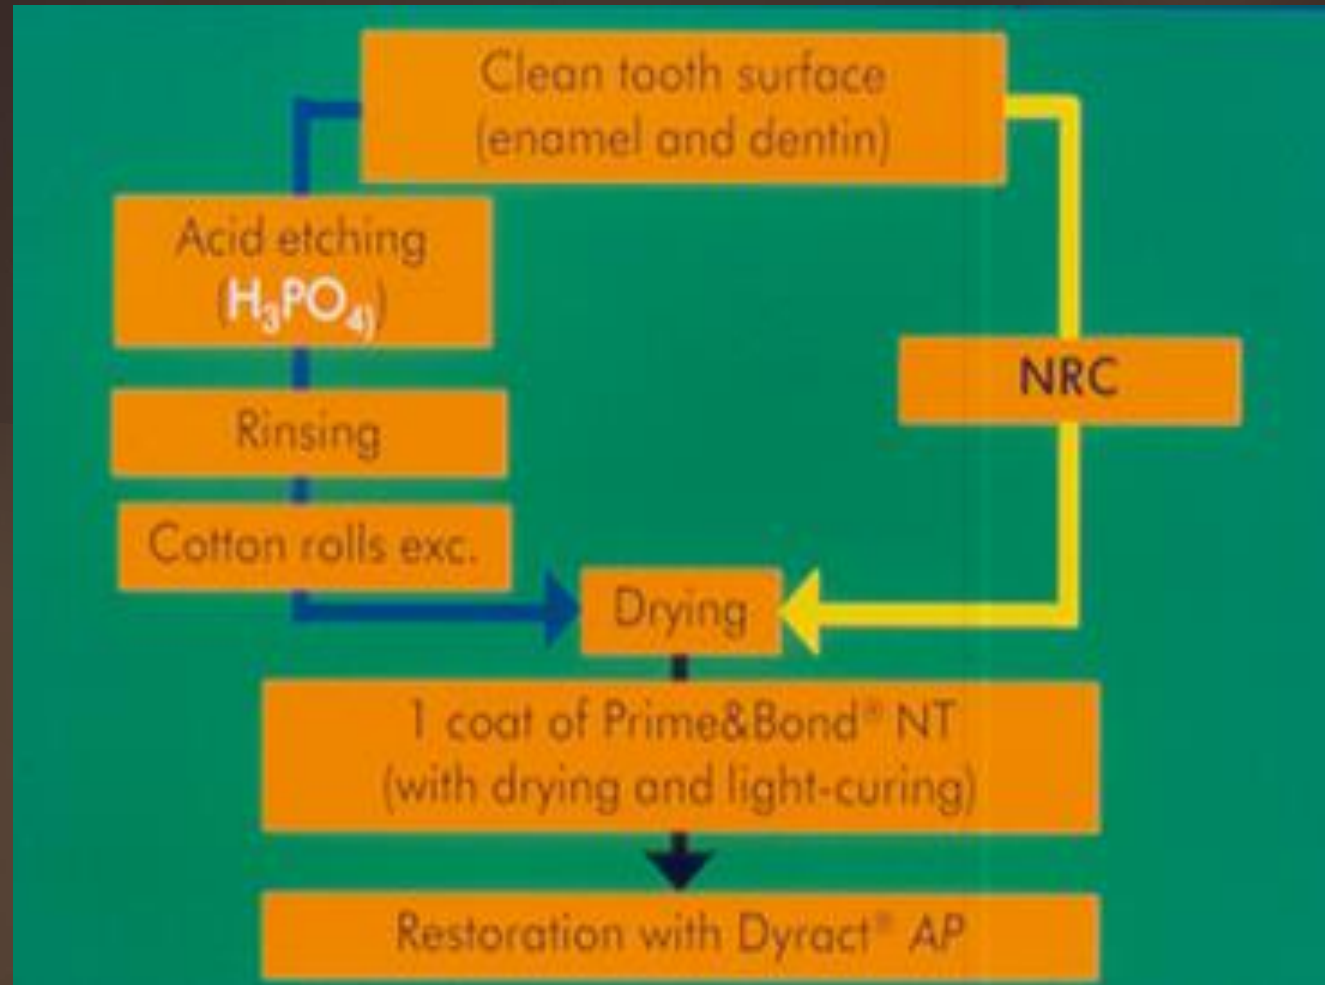 Clean tooth surface
(enamel and dentin)
Acid etching
(H₃PO₄))
Rinsing
Cotton rolls exc.
NRC
Drying
1 coat of Prime&Bond® NT
(with drying and light-curing)
Restoration with Dyract® AP